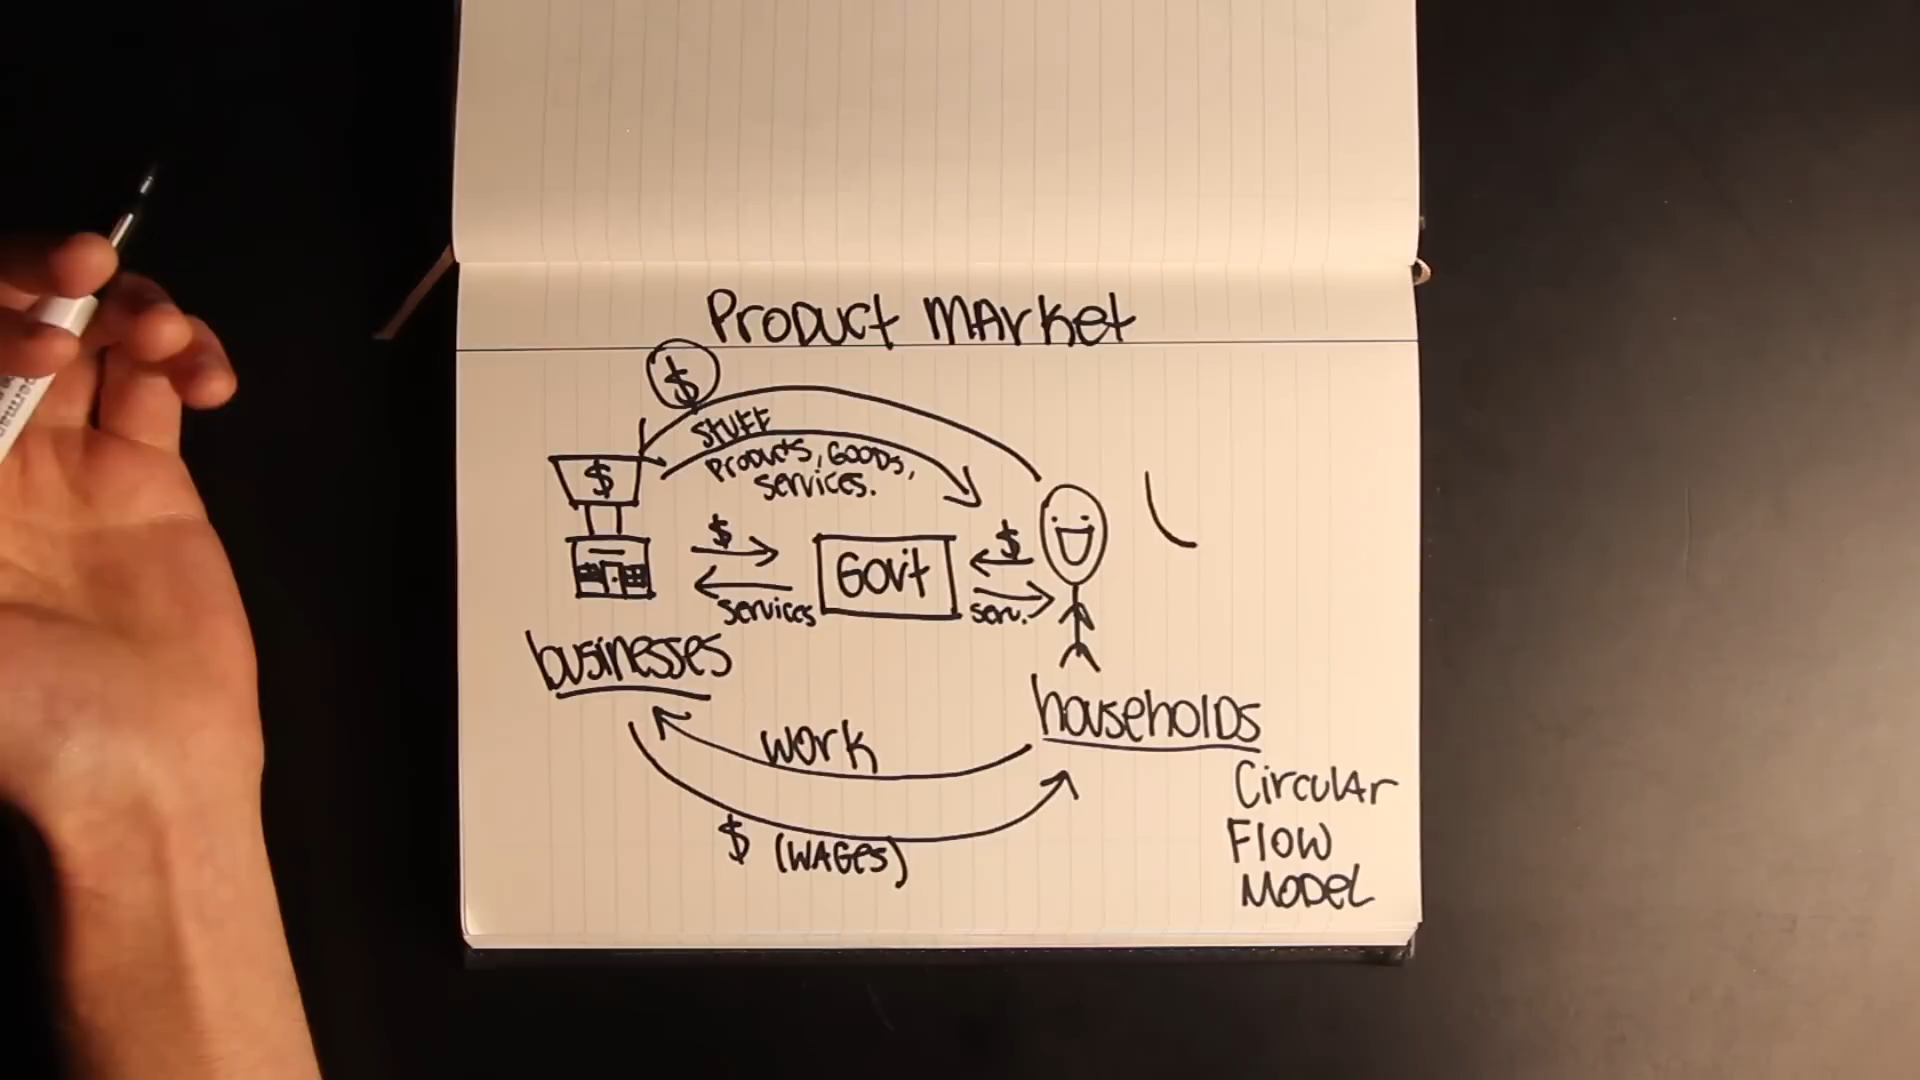 Product Market
$
Stuff
Products, Goods,
services.
$
$
$
Gov't
services
serv.
businesses
households
work
$ (wages)
Circular
Flow
Model